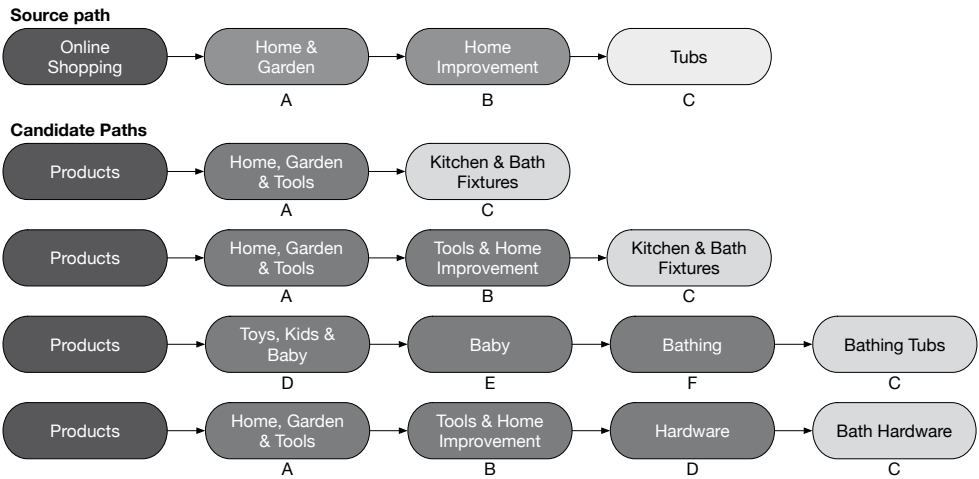 Source path
Online
Shopping
Home &
Garden
Home
Improvement
Tubs
A
B
C
Candidate Paths
Products
Home, Garden
& Tools
Kitchen & Bath
Fixtures
A
C
Products
Home, Garden
& Tools
Tools & Home
Improvement
Kitchen & Bath
Fixtures
A
B
C
Products
Toys, Kids &
Baby
Baby
Bathing
Bathing Tubs
D
E
F
C
Products
Home, Garden
& Tools
Tools & Home
Improvement
Hardware
Bath Hardware
A
B
D
C